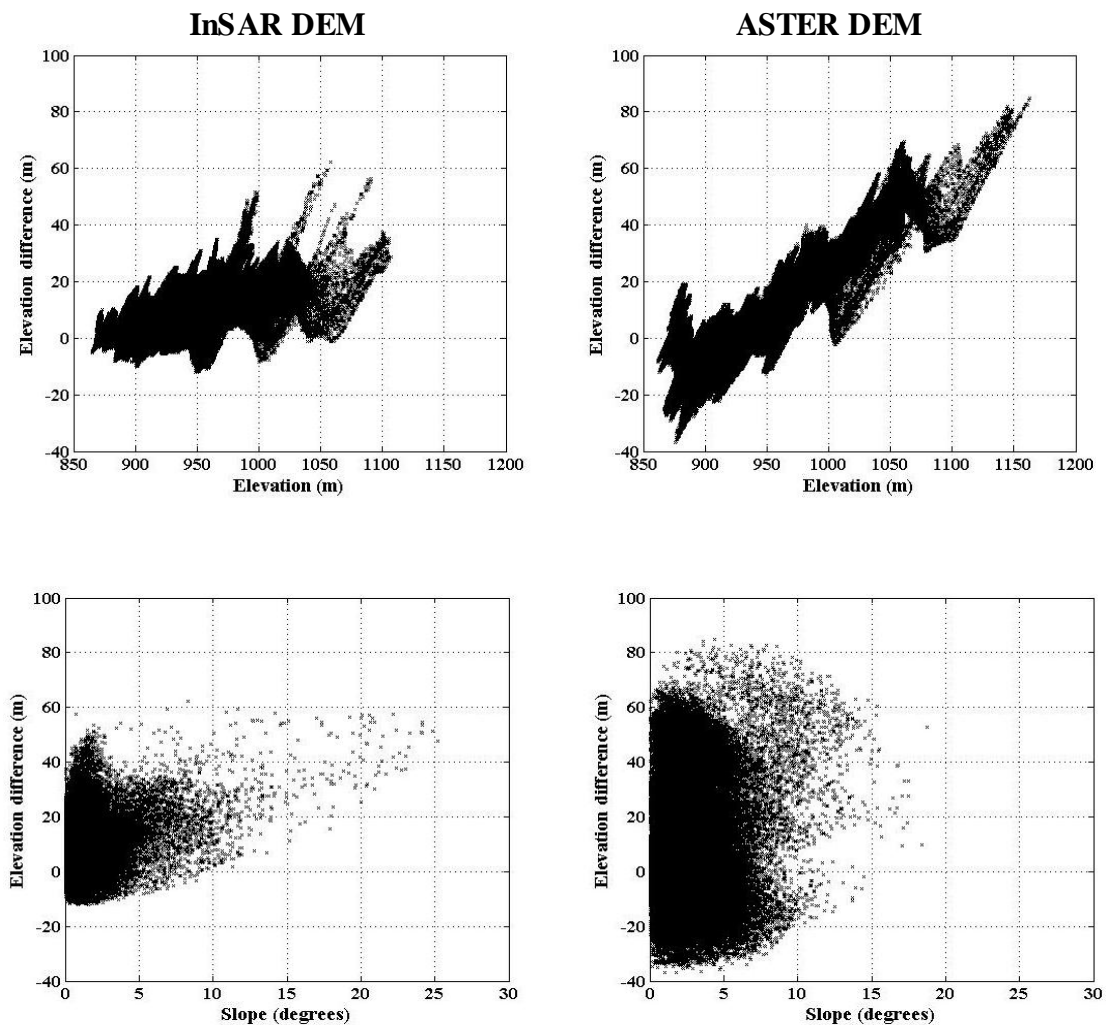 InSAR DEM
ASTER DEM
100
80
60
40
20
0
-20
-40
Elevation difference (m)
850 900 950 1000 1050 1100 1150 1200
Elevation (m)
100
80
60
40
20
0
-20
-40
Elevation difference (m)
850 900 950 1000 1050 1100 1150 1200
Elevation (m)
100
80
60
40
20
0
-20
-40
Elevation difference (m)
0 5 10 15 20 25 30
Slope (degrees)
100
80
60
40
20
0
-20
-40
Elevation difference (m)
0 5 10 15 20 25 30
Slope (degrees)